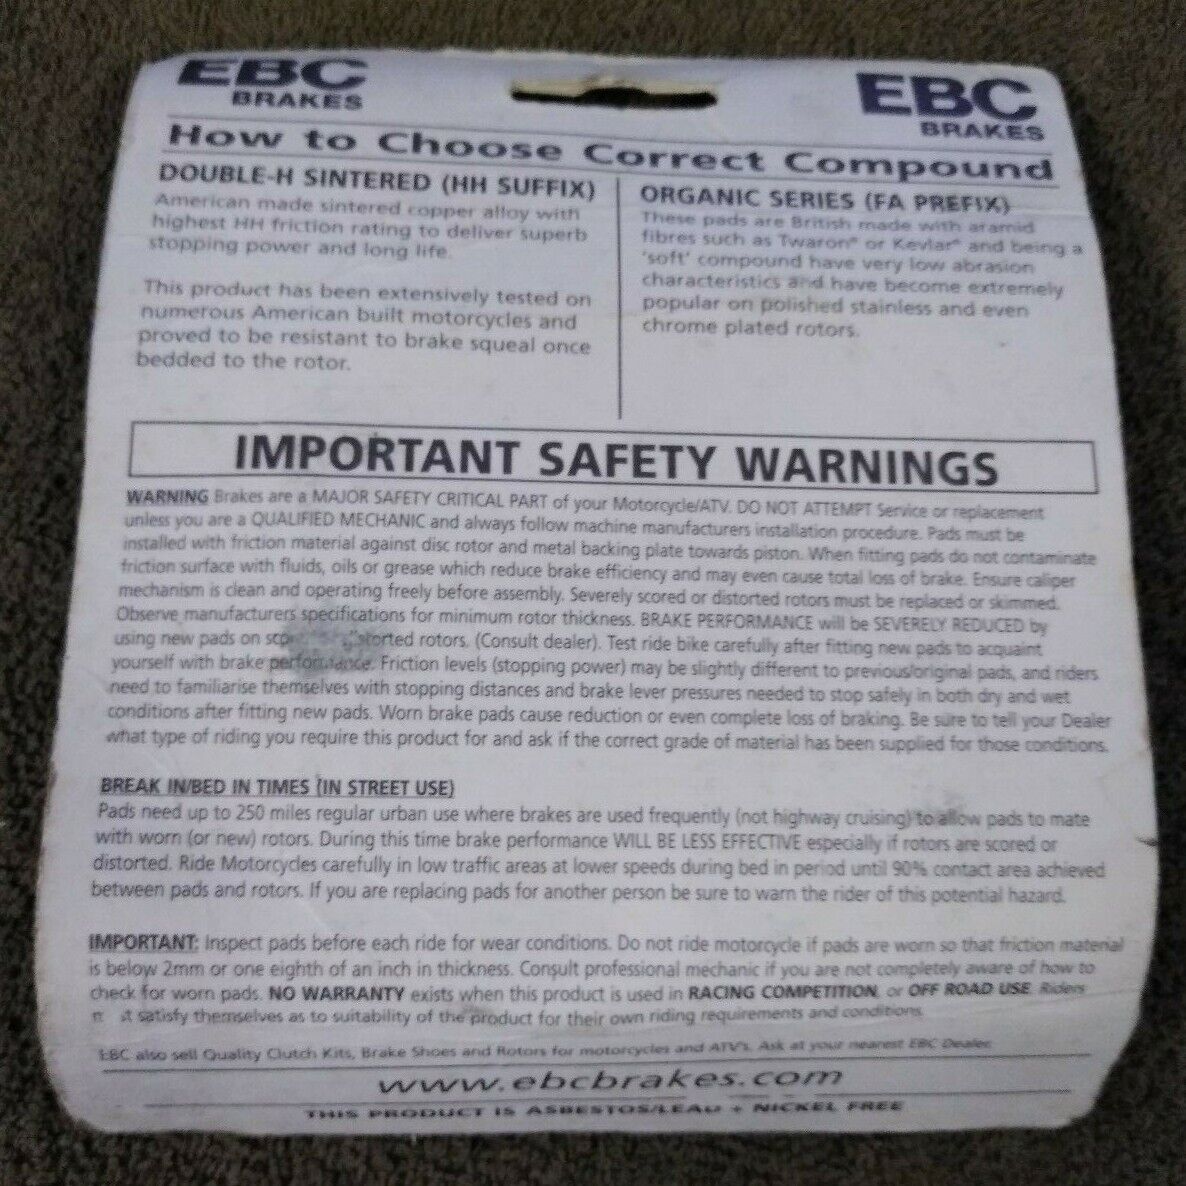 EBC
BRAKES
EBC
BRAKES
How to Choose Correct Compound
DOUBLE-H SINTERED (HH SUFFIX)
American made sintered copper alloy with
highest HH friction rating to deliver superb
stopping power and long life.
This product has been extensively tested on
numerous American built motorcycles and
proved to be resistant to brake squeal once
bedded to the rotor.
ORGANIC SERIES (FA PREFIX)
These pads are British made with aramid
fibres such as Twaron® or Kevlar® and being a
'soft' compound have very low abrasion
characteristics and have become extremely
popular on polished stainless and even
chrome plated rotors.
IMPORTANT SAFETY WARNINGS
WARNING Brakes are a MAJOR SAFETY CRITICAL PART of your Motorcycle/ATV. DO NOT ATTEMPT Service or replacement
unless you are a QUALIFIED MECHANIC and always follow machine manufacturers installation procedure. Pads must be
installed with friction material against disc rotor and metal backing plate towards piston. When fitting pads do not contaminate
friction surface with fluids, oils or grease which reduce brake efficiency and may even cause total loss of brake. Ensure caliper
mechanism is clean and operating freely before assembly. Severely scored or distorted rotors must be replaced or skimmed.
Observe manufacturers specifications for minimum rotor thickness. BRAKE PERFORMANCE will be SEVERELY REDUCED by
using new pads on rotors. (Consult dealer). Test ride bike carefully after fitting new pads to acquaint
yourself with brake performance. Friction levels (stopping power) may be slightly different to previous/original pads, and riders
need to familiarise themselves with stopping distances and brake lever pressures needed to stop safely in both dry and wet
conditions after fitting new pads. Worn brake pads cause reduction or even complete loss of braking. Be sure to tell your Dealer
what type of riding you require this product for and ask if the correct grade of material has been supplied for those conditions.
BREAK IN/BED IN TIMES (IN STREET USE)
Pads need up to 250 miles regular urban use where brakes are used frequently (not highway cruising) to allow pads to mate
with worn (or new) rotors. During this time brake performance WILL BE LESS EFFECTIVE especially if rotors are scored or
distorted. Ride Motorcycles carefully in low traffic areas at lower speeds during bed in period until 90% contact area achieved
between pads and rotors. If you are replacing pads for another person be sure to warn the rider of this potential hazard.
IMPORTANT: Inspect pads before each ride for wear conditions. Do not ride motorcycle if pads are worn so that friction material
is below 2mm or one eighth of an inch in thickness. Consult professional mechanic if you are not completely aware of how to
check for worn pads. NO WARRANTY exists when this product is used in RACING COMPETITION, or OFF ROAD USE. Riders
satisfy themselves as to suitability of the product for their own riding requirements and conditions.
EBC also sell Quality Clutch Kits, Brake Shoes and Rotors for motorcycles and ATV's. Ask at your nearest EBC Dealer.
www.ebcbrakes.com
THIS PRODUCT IS ASBESTOS/LEAD + NICKEL FREE